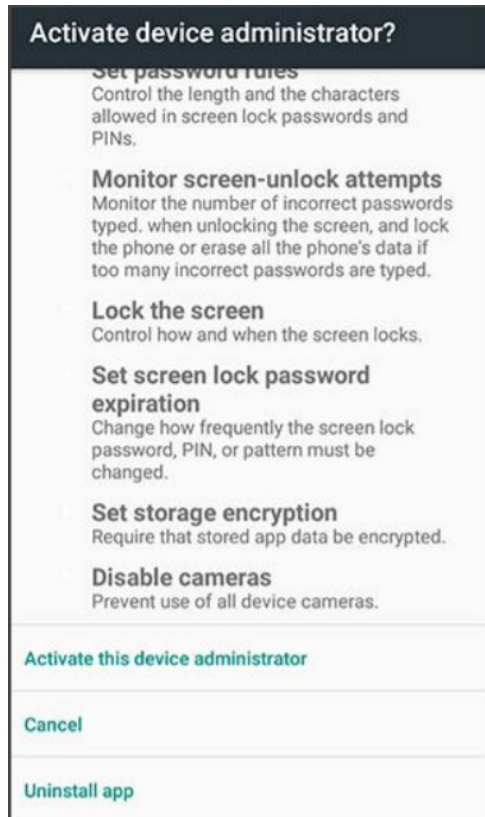 Activate device administrator?
Set password rules
Control the length and the characters
allowed in screen lock passwords and
PINs.
Monitor screen-unlock attempts
Monitor the number of incorrect passwords
typed. when unlocking the screen, and lock
the phone or erase all the phone's data if
too many incorrect passwords are typed.
Lock the screen
Control how and when the screen locks.
Set screen lock password
expiration
Change how frequently the screen lock
password, PIN, or pattern must be
changed.
Set storage encryption
Require that stored app data be encrypted.
Disable cameras
Prevent use of all device cameras.
Activate this device administrator
Cancel
Uninstall app